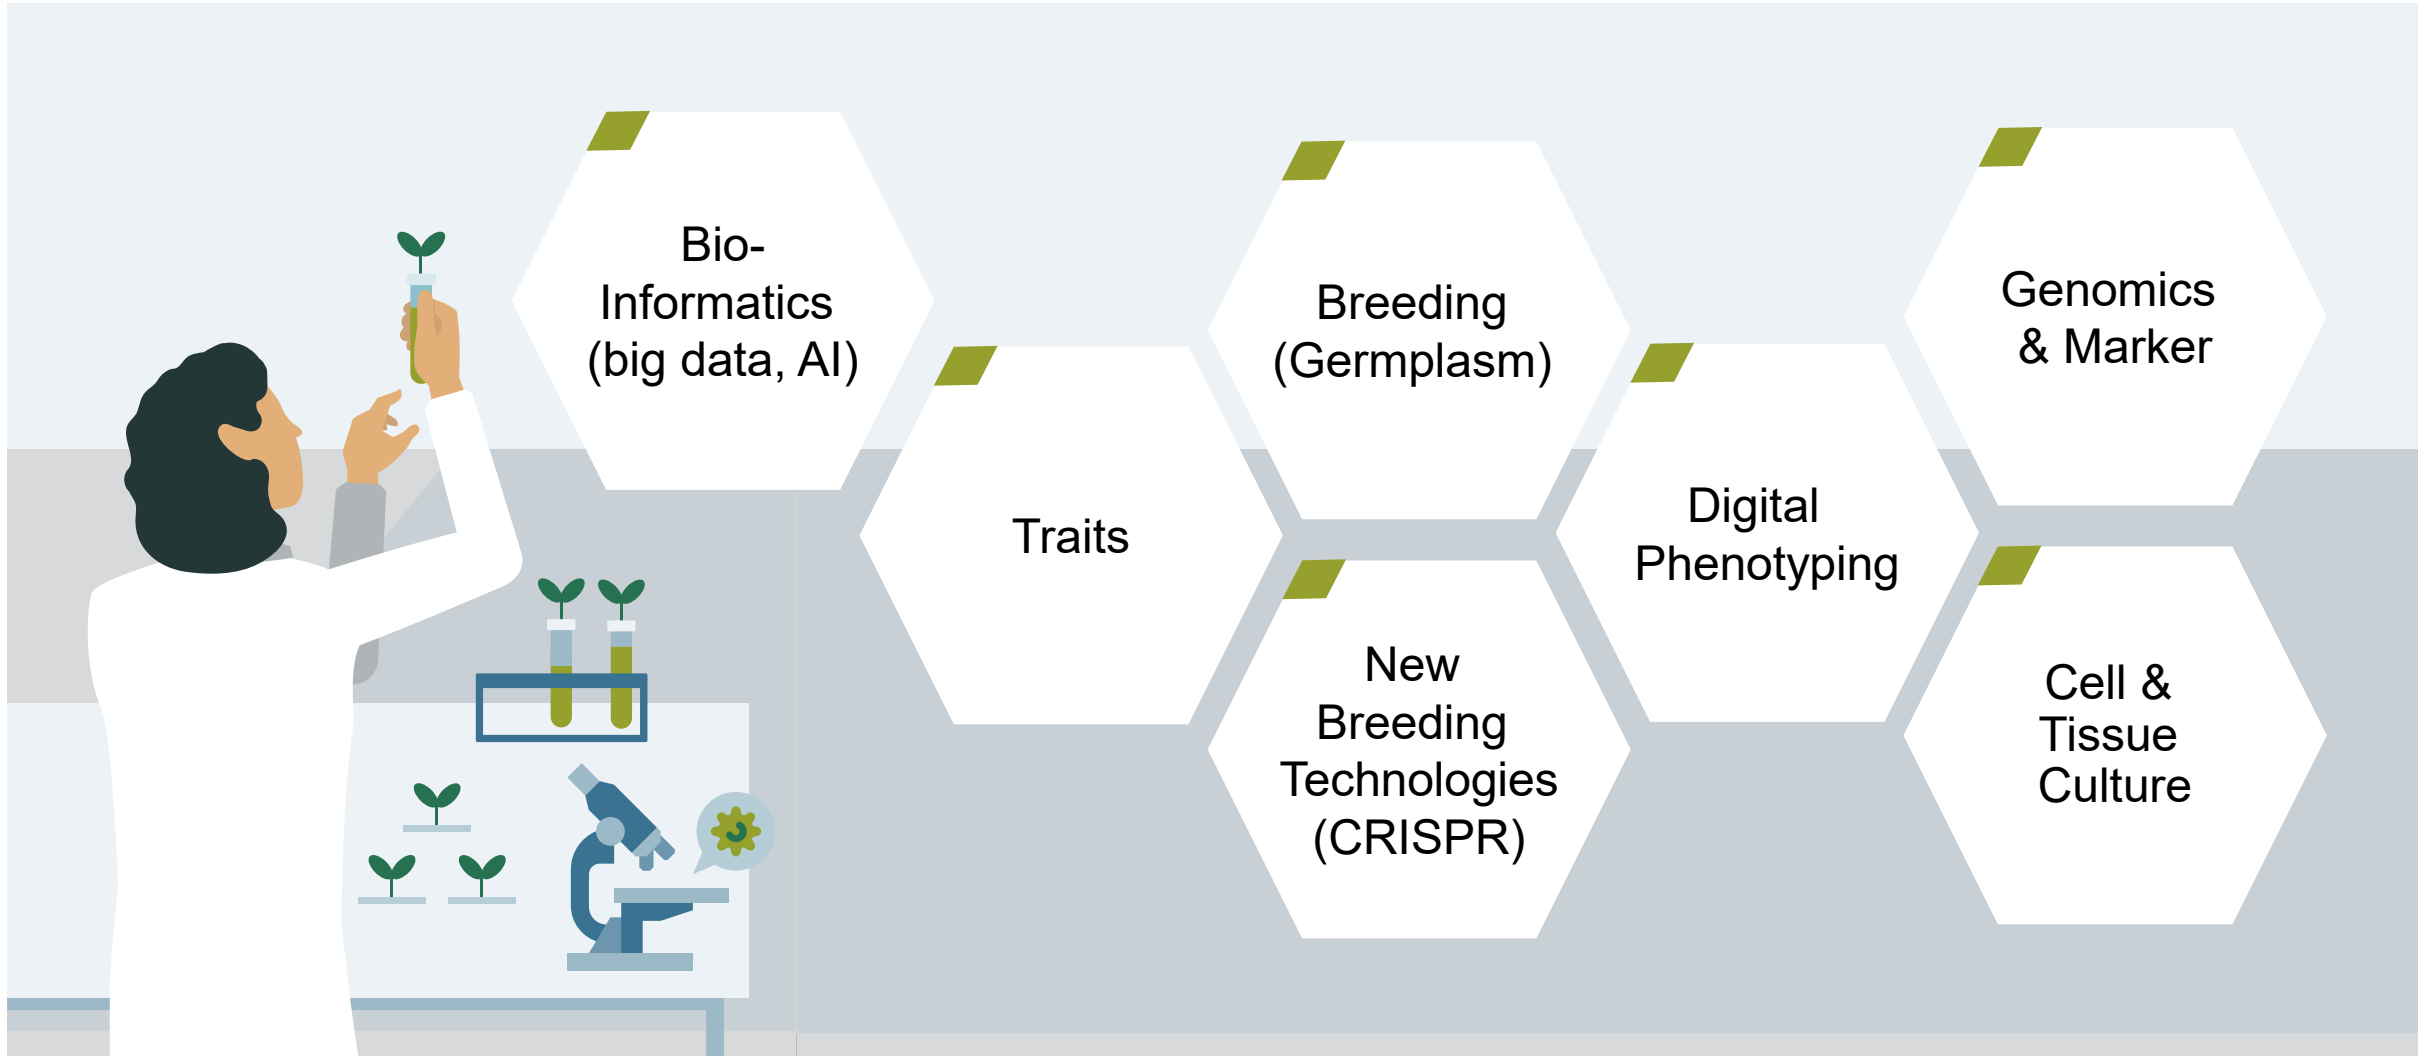 Bio-
Informatics
(big data, AI)
Traits
Breeding
(Germplasm)
New
Breeding
Technologies
(CRISPR)
Digital
Phenotyping
Genomics
& Marker
Cell &
Tissue
Culture